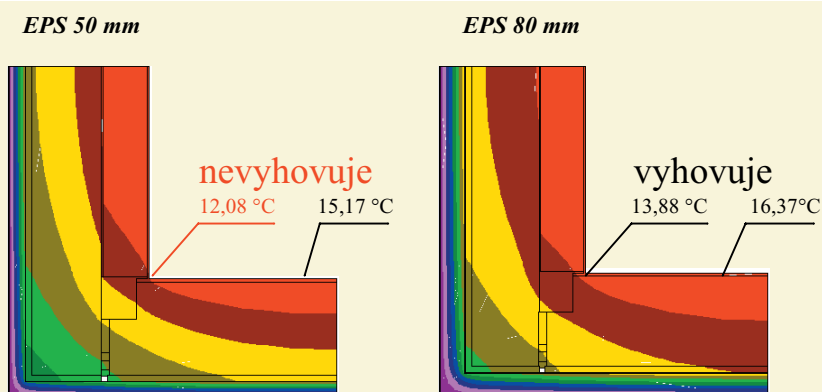 EPS 50 mm
nevyhovuje
12,08 °C
15,17 °C
EPS 80 mm
vyhovuje
13,88 °C
16,37°C